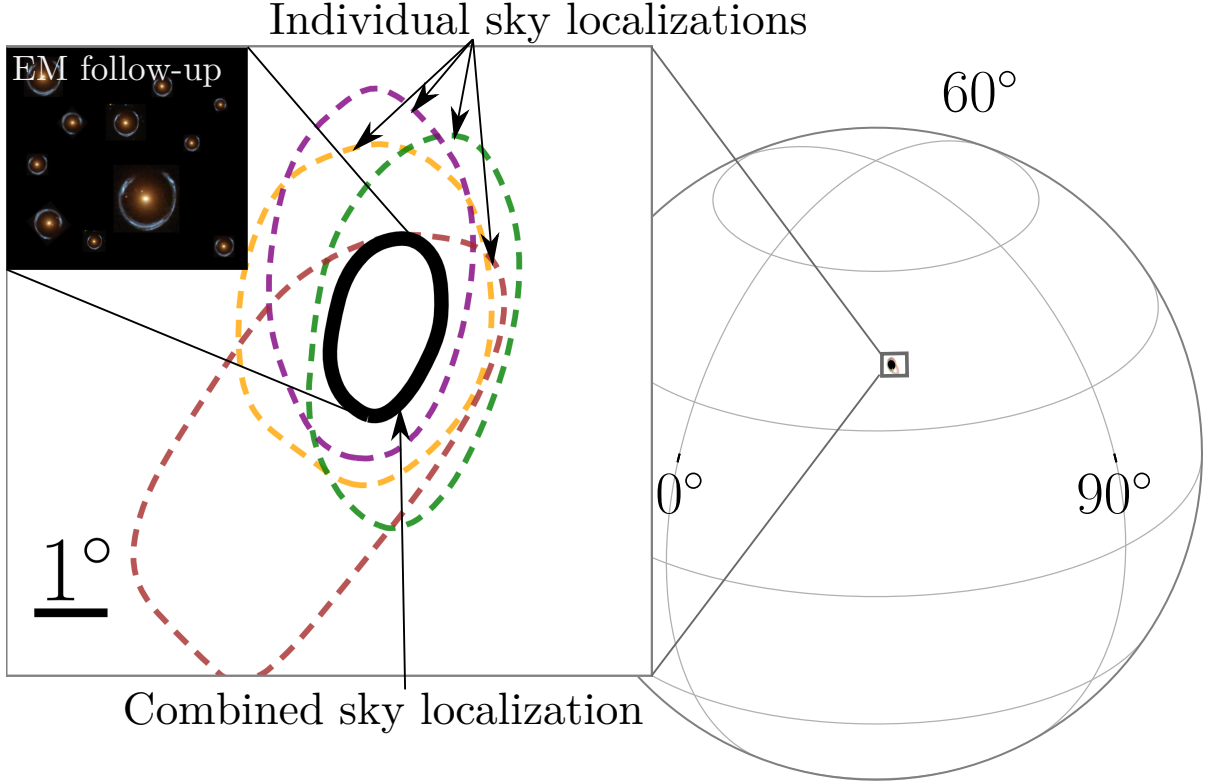 Individual sky localizations
EM follow-up
60°
0°
90°
1°
Combined sky localization